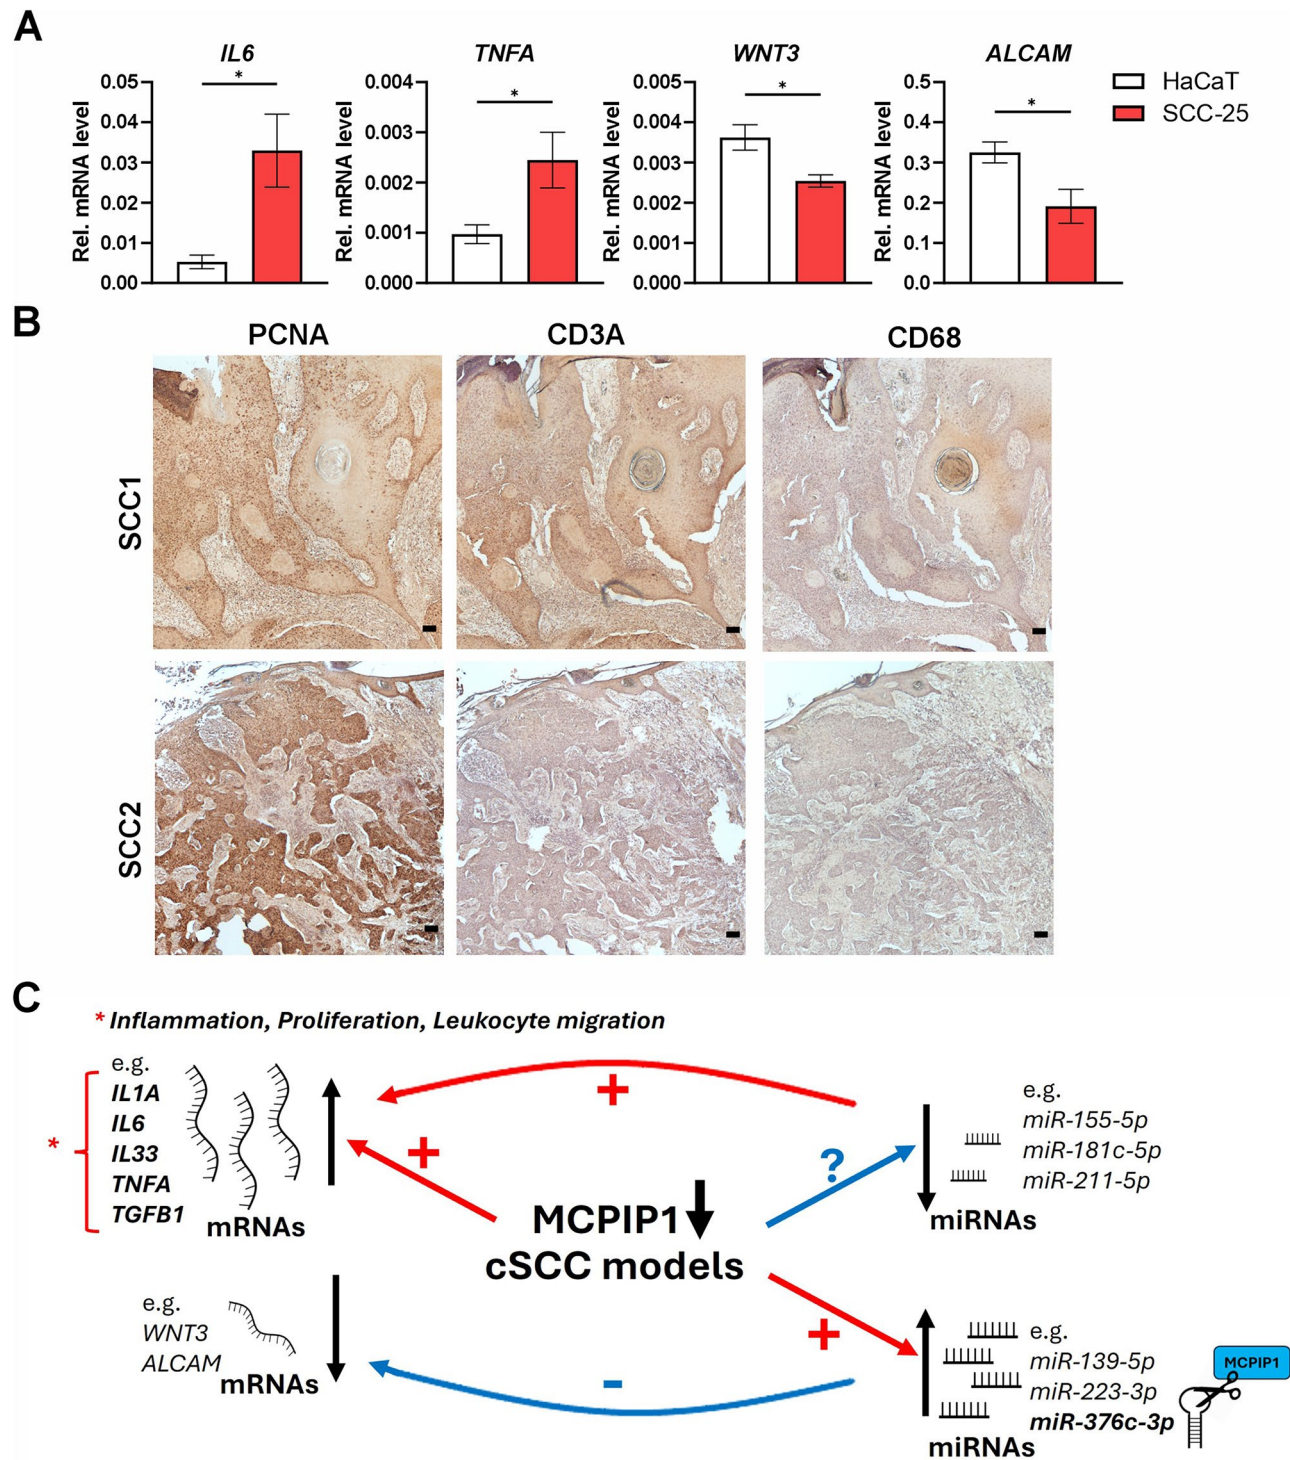 A
IL6
TNFA
WNT3
ALCAM
HaCaT
SCC-25
Rel. mRNA level
0.05
0.04
0.03
0.02
0.01
0.00
*
Rel. mRNA level
0.004
0.003
0.002
0.001
0.000
*
Rel. mRNA level
0.005
0.004
0.003
0.002
0.001
0.000
*
Rel. mRNA level
0.5
0.4
0.3
0.2
0.1
0.0
*
B
PCNA
CD3A
CD68
SCC1
SCC2
C
* Inflammation, Proliferation, Leukocyte migration
e.g.
IL1A
IL6
IL33
TNFA
TGFB1
*
mRNAs
+
+
?
e.g.
miR-155-5p
miR-181c-5p
miR-211-5p
miRNAs
MCPIP1
cSCC models
e.g.
WNT3
ALCAM
mRNAs
-
+
e.g.
miR-139-5p
miR-223-3p
miR-376c-3p
miRNAs
MCPIP1